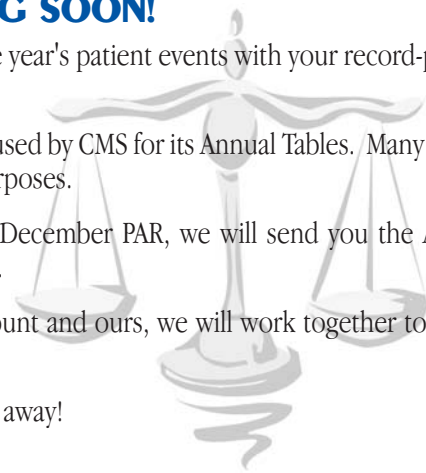 G SOON!
e year's patient events with your record-p
used by CMS for its Annual Tables. Many
rposes.
December PAR, we will send you the A
ount and ours, we will work together to
away!